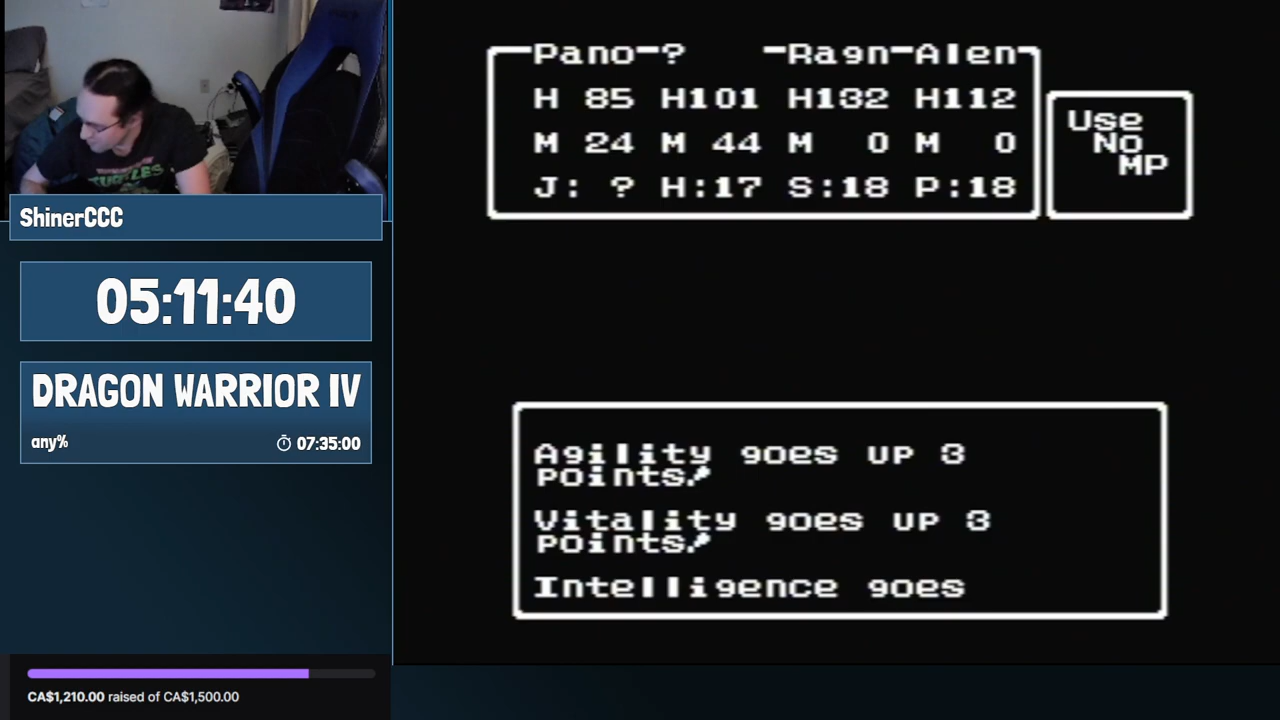 Pano ? Ragn Alen
H 85 H101 H132 H112
M 24 M 44 M 0 M 0
J: ? H:17 S:18 P:18
Use
No
MP
ShinerCCC
05:11:40
DRAGON WARRIOR IV
any% 07:35:00
Agility goes up 3
points.
Vitality goes up 3
points.
Intelligence goes
CA$1,210.00 raised of CA$1,500.00